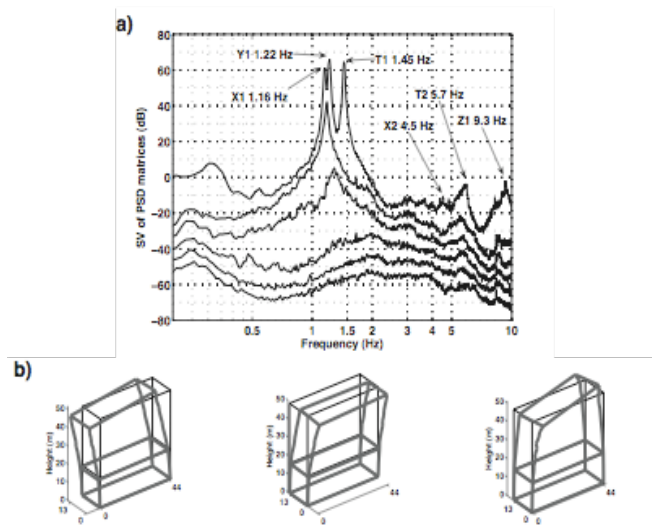 a)
SV of PSD matrices (dB)
80
60
40
20
0
−20
−40
−60
−80
Y1 1.22 Hz
T1 1.45 Hz
X1 1.16 Hz
T2 5.7 Hz
X2 4.5 Hz
Z1 9.3 Hz
0.5 1 1.5 2 3 4 5 10
Frequency (Hz)
b)
Height (m)
50
40
30
20
10
0
13
0
0
44
Height (m)
50
40
30
20
10
0
13
0
0
44
Height (m)
50
40
30
20
10
0
13
0
0
44